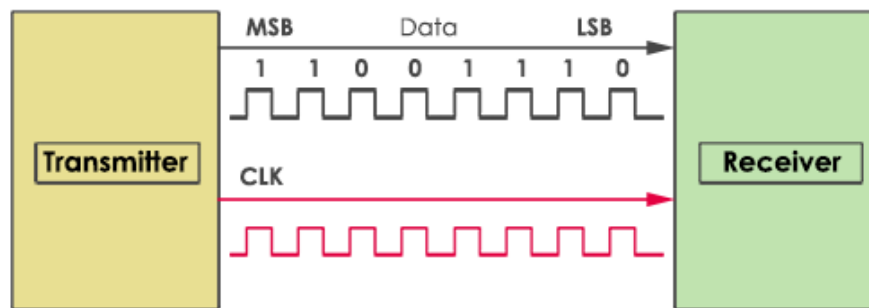 MSB Data LSB
1 1 0 0 1 1 1 0
Transmitter
CLK
Receiver